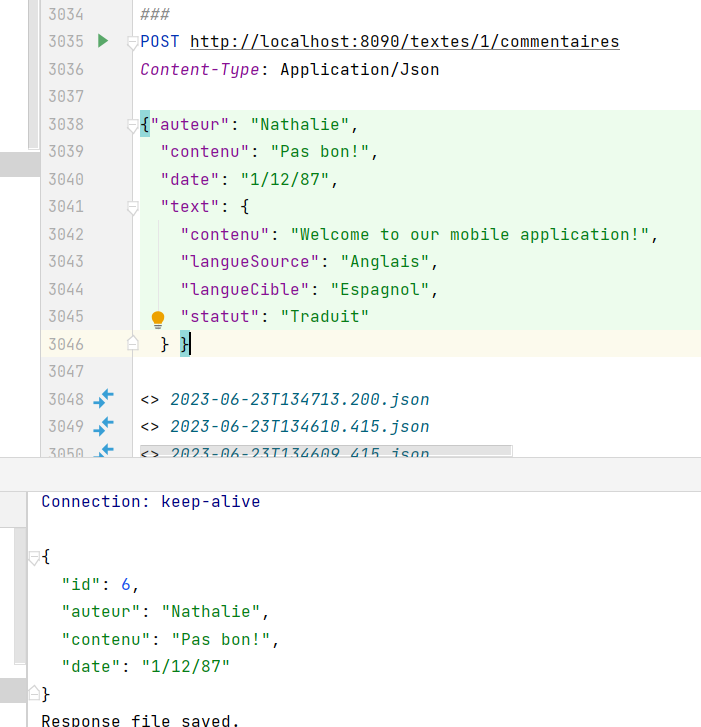 3034 ###
3035 POST http://localhost:8090/textes/1/commentaires
3036 Content-Type: Application/Json
3037
3038 {"auteur": "Nathalie",
3039 "contenu": "Pas bon!",
3040 "date": "1/12/87",
3041 "text": {
3042 "contenu": "Welcome to our mobile application!",
3043 "langueSource": "Anglais",
3044 "langueCible": "Espagnol",
3045 "statut": "Traduit"
3046 } }
3047
3048 <> 2023-06-23T134713.200.json
3049 <> 2023-06-23T134610.415.json
3050 <> 2023-06-23T134609.415.json
Connection: keep-alive
{
"id": 6,
"auteur": "Nathalie",
"contenu": "Pas bon!",
"date": "1/12/87"
}
Response file saved.